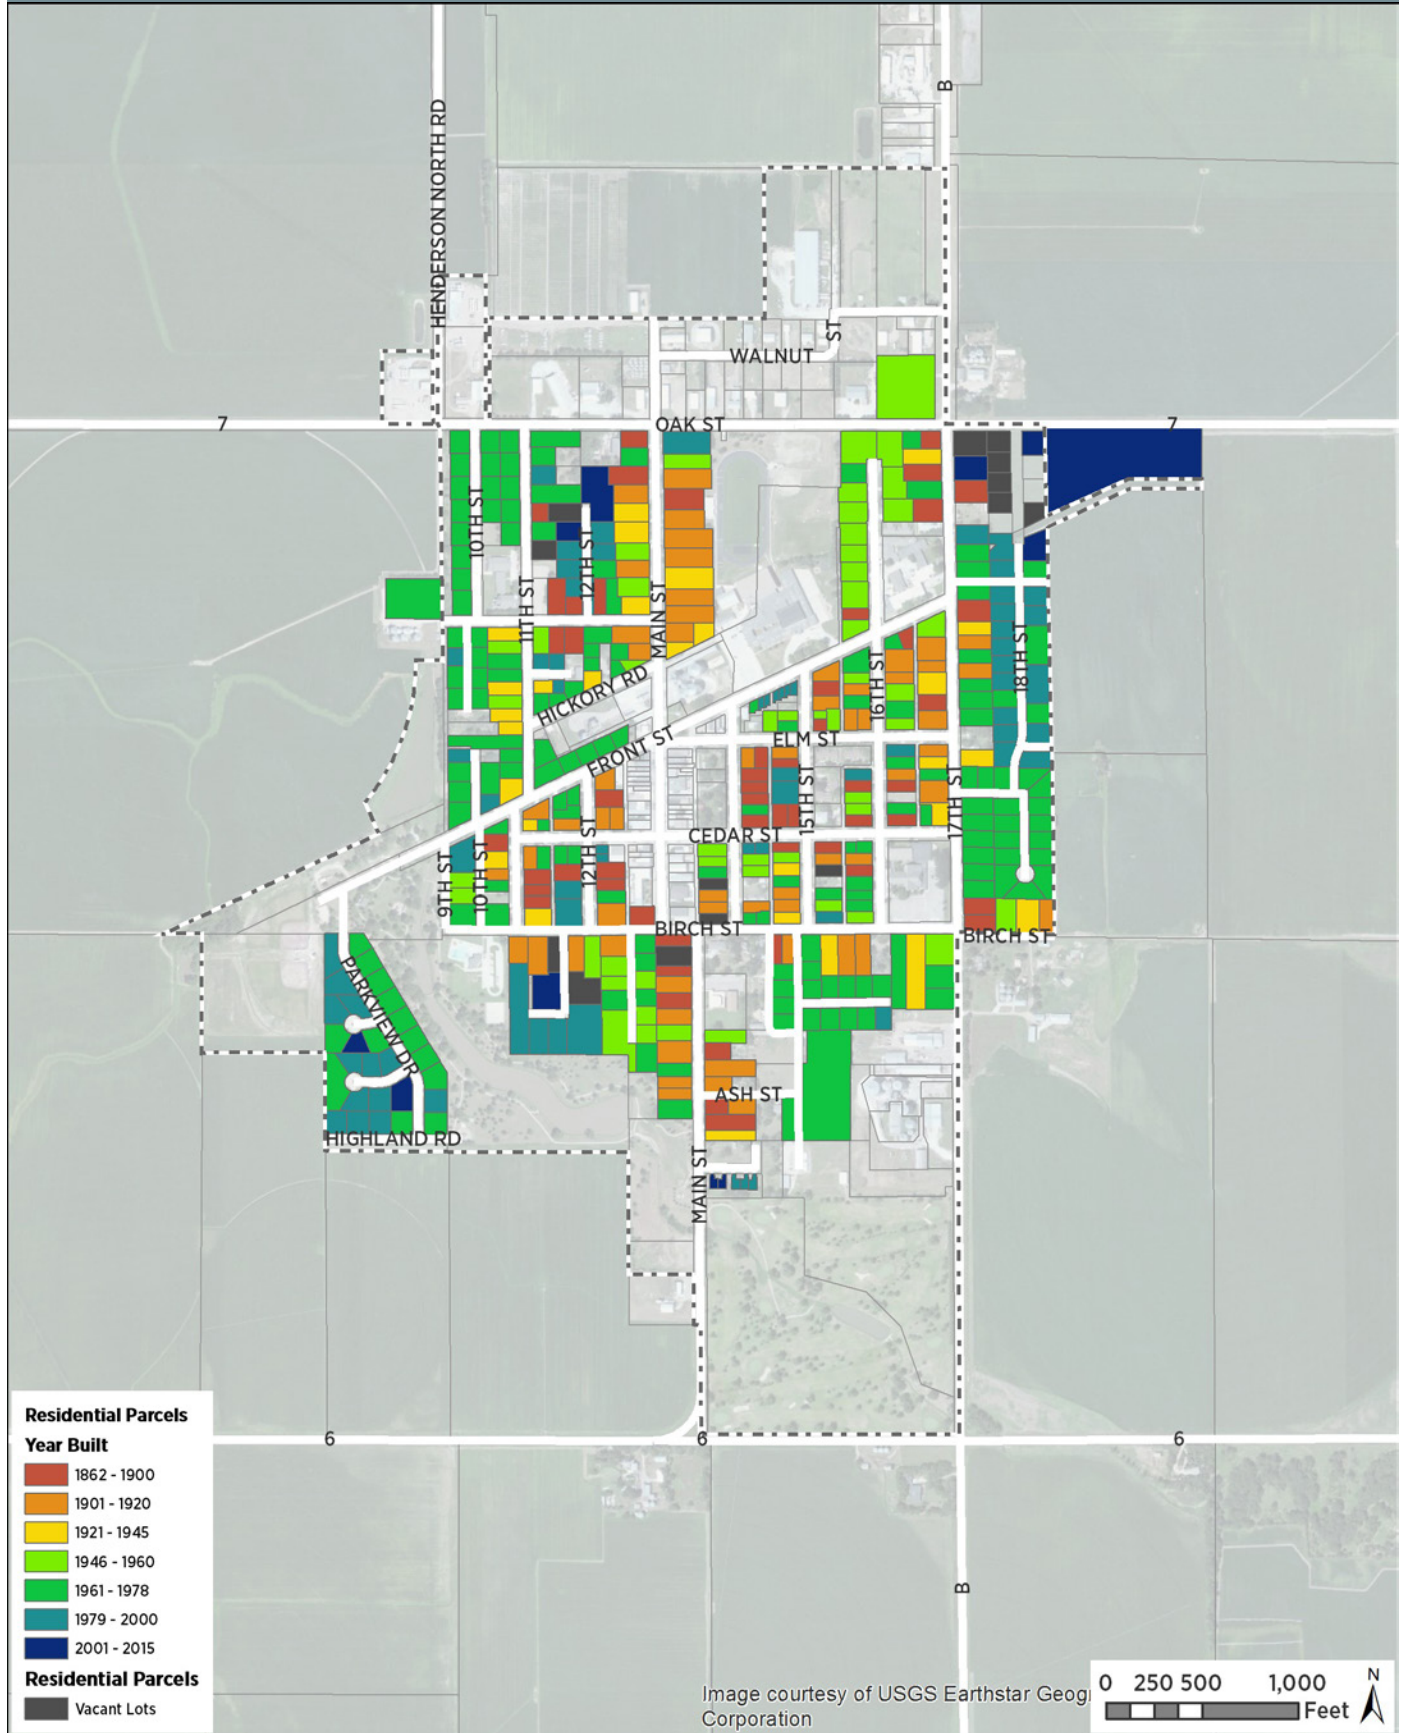 B
HENDERSON NORTH RD
WALNUT ST
7
OAK ST
7
10TH ST
12TH ST
11TH ST
MAIN ST
18TH ST
16TH ST
HICKORY RD
FRONT ST
ELM ST
15TH ST
17TH ST
CEDAR ST
12TH ST
9TH ST
10TH ST
BIRCH ST
BIRCH ST
PARKVIEW DR
ASH ST
HIGHLAND RD
MAIN ST
6
6
6
B
Residential Parcels
Year Built
1862 - 1900
1901 - 1920
1921 - 1945
1946 - 1960
1961 - 1978
1979 - 2000
2001 - 2015
Residential Parcels
Vacant Lots
Image courtesy of USGS Earthstar Geogr
Corporation
0 250 500 1,000
Feet
N